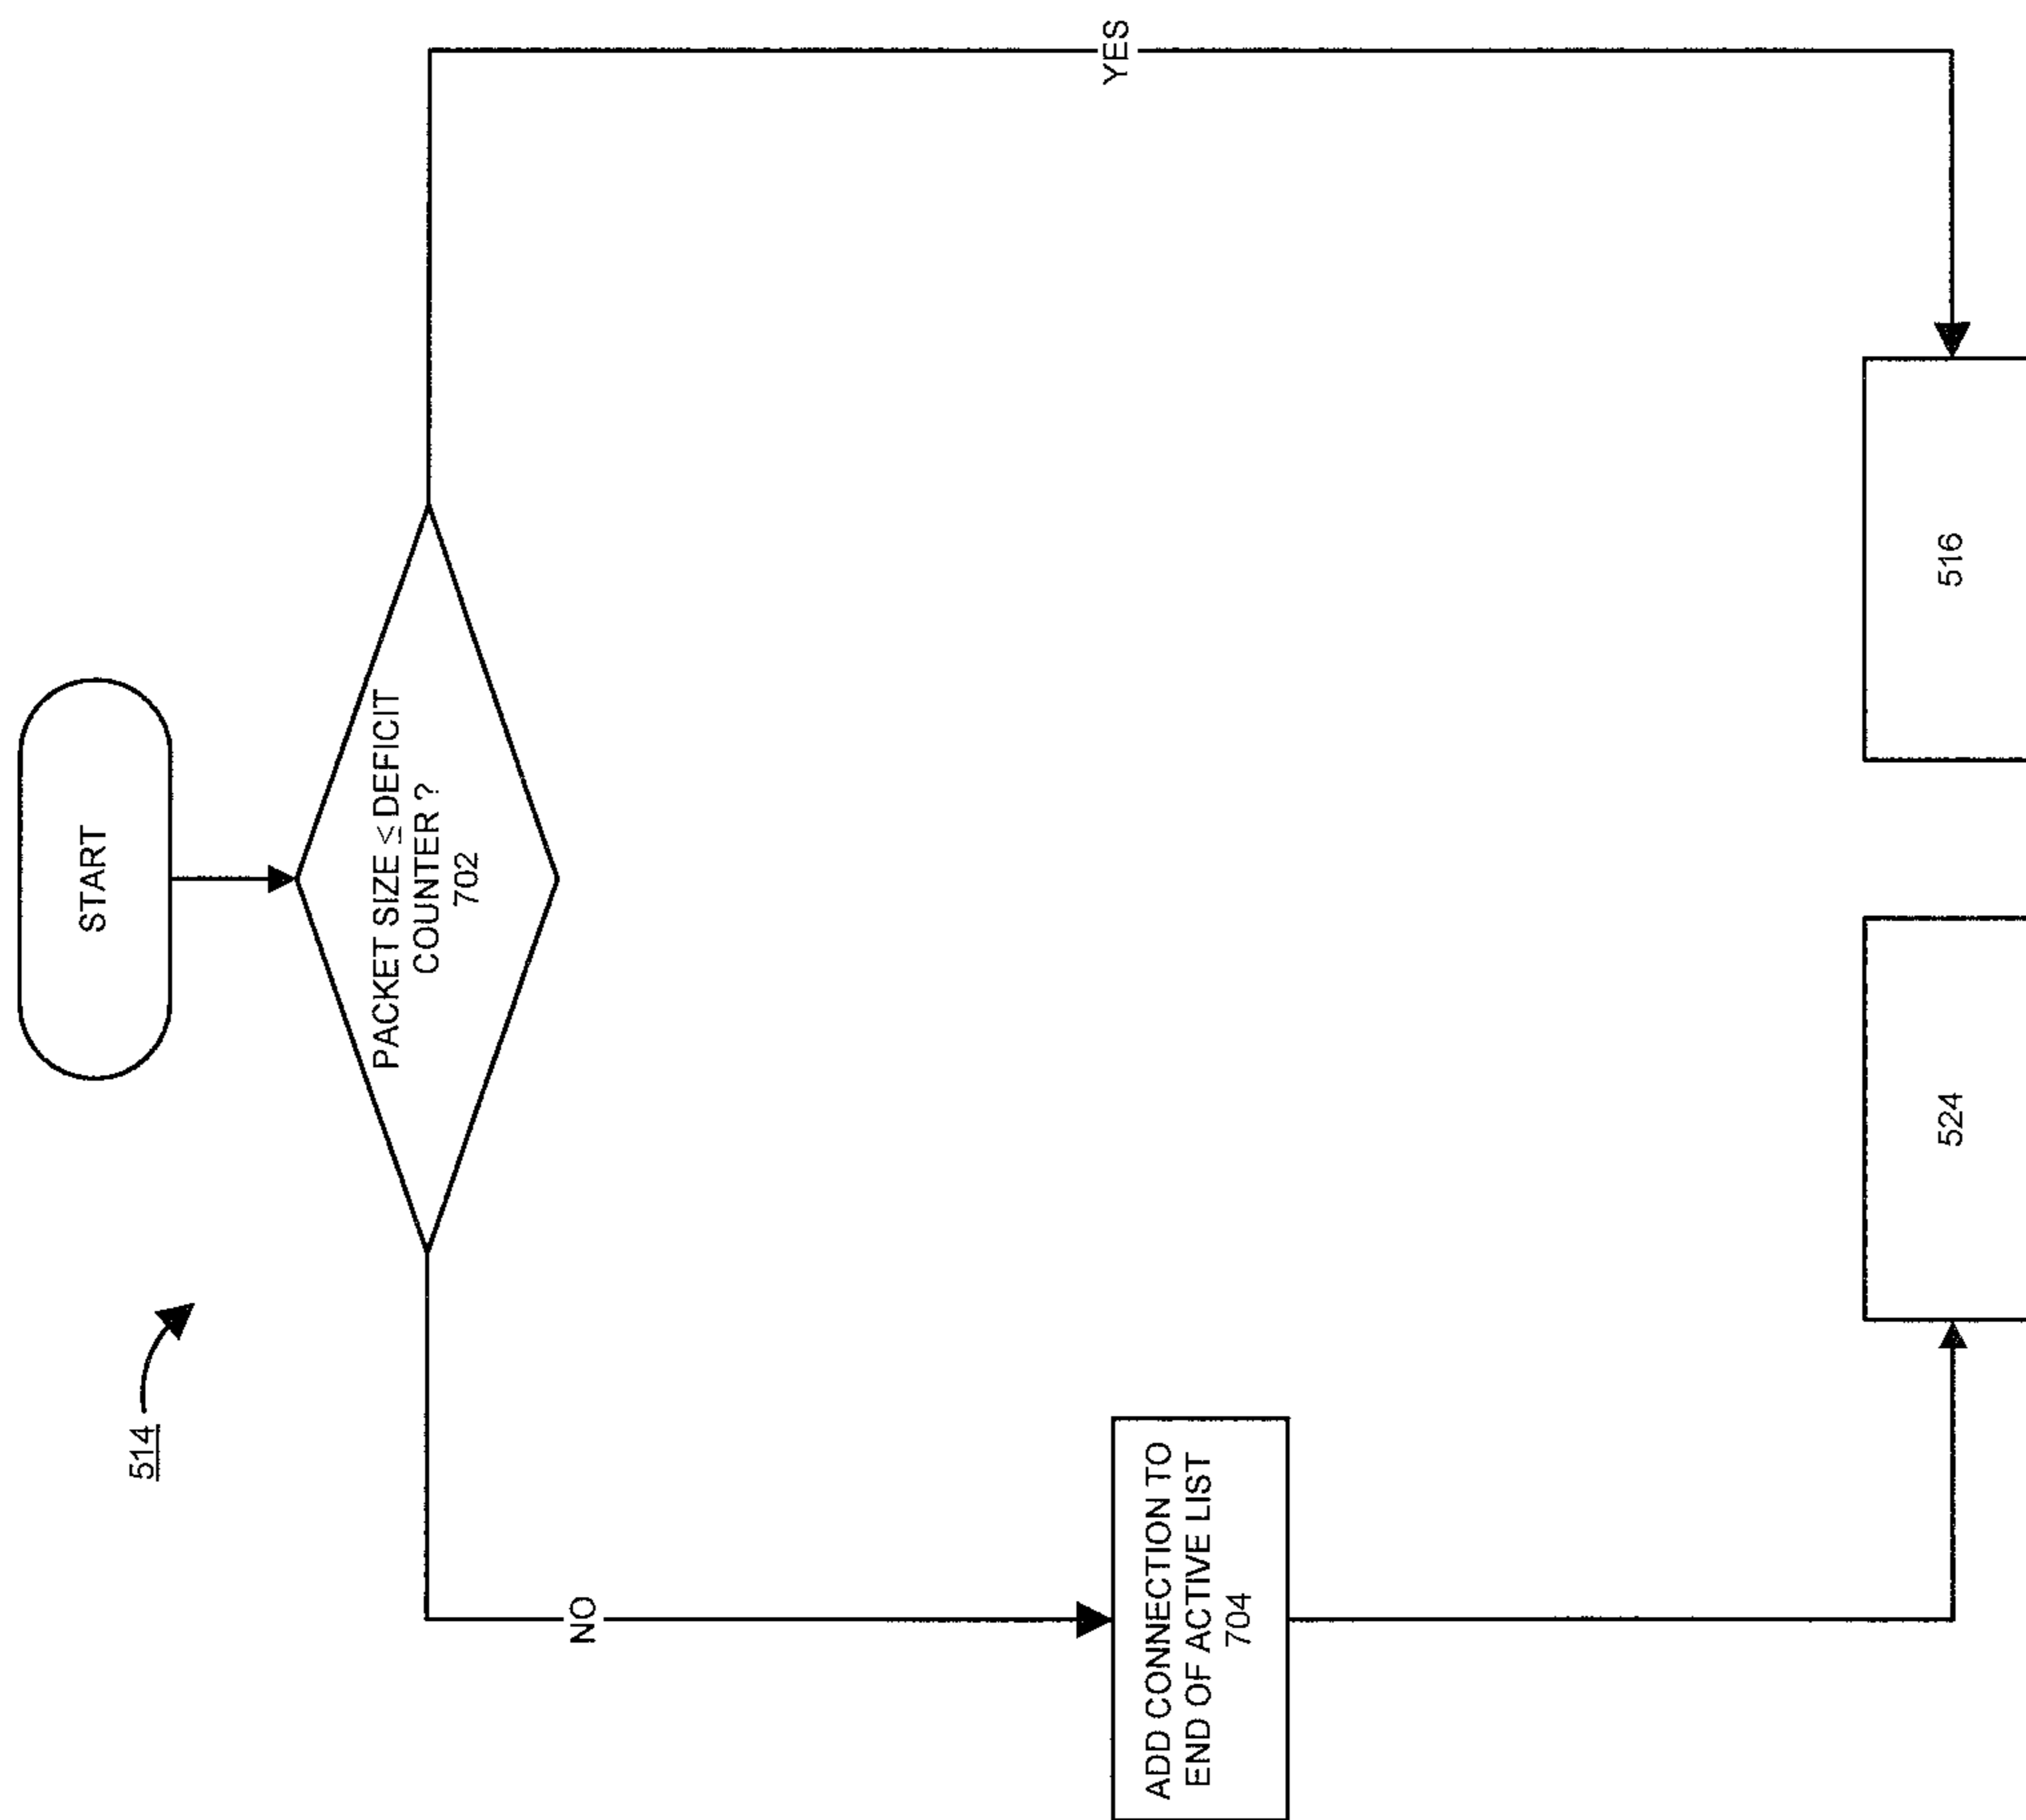 514
START
PACKET SIZE ≤ DEFICIT
COUNTER ?
702
NO
YES
ADD CONNECTION TO
END OF ACTIVE LIST
704
524
516